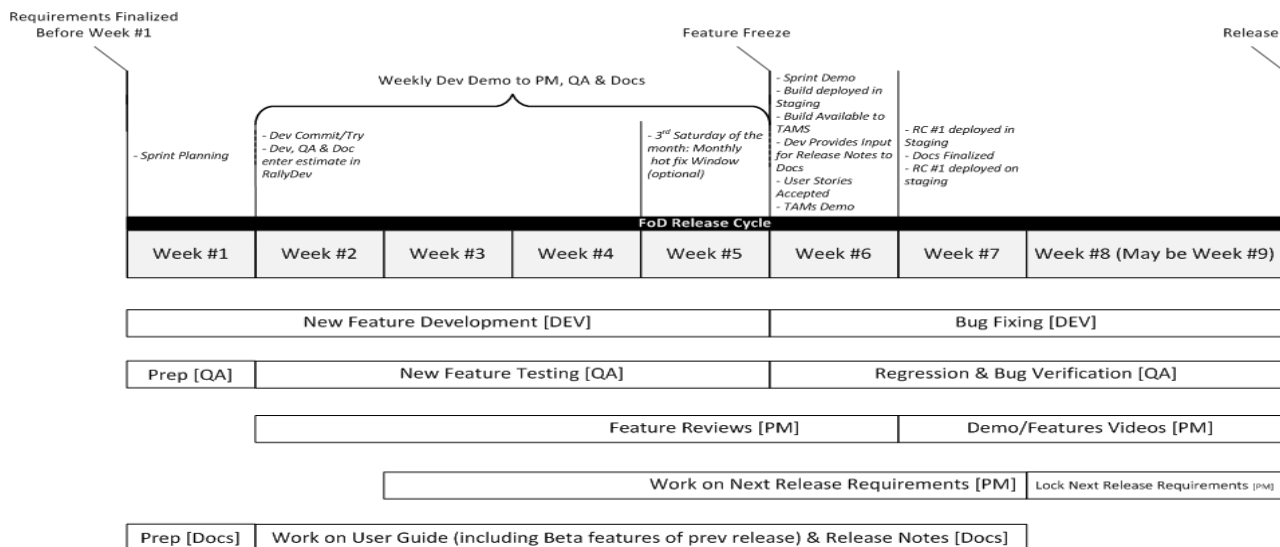 Requirements Finalized
Before Week #1
Feature Freeze
Release
Weekly Dev Demo to PM, QA & Docs
- Sprint Planning
- Dev Commit/Try
- Dev, QA & Doc
enter estimate in
RallyDev
- 3rd Saturday of the
month: Monthly
hot fix Window
(optional)
- Sprint Demo
- Build deployed in
Staging
- Build Available to
TAMS
- Dev Provides Input
for Release Notes to
Docs
- User Stories
Accepted
- TAMs Demo
- RC #1 deployed in
Staging
- Docs Finalized
- RC #1 deployed on
staging
FoD Release Cycle
Week #1
Week #2
Week #3
Week #4
Week #5
Week #6
Week #7
Week #8 (May be Week #9)
New Feature Development [DEV]
Bug Fixing [DEV]
Prep [QA]
New Feature Testing [QA]
Regression & Bug Verification [QA]
Feature Reviews [PM]
Demo/Features Videos [PM]
Work on Next Release Requirements [PM]
Lock Next Release Requirements [PM]
Prep [Docs]
Work on User Guide (including Beta features of prev release) & Release Notes [Docs]